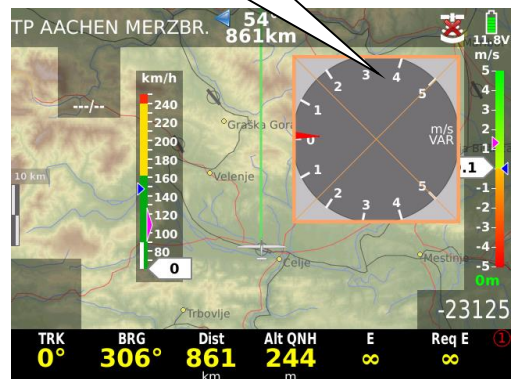 TP AACHEN MERZBR.
54°
861km
11.8V
m/s
km/h
5
4
3
2
1
.1
-1
-2
-3
-4
-5
0m
240
220
200
180
160
140
120
100
80
0
---/--
10 km
Graška Gora
Velenje
Celje
Trbovlje
5
4
3
2
1
0
1
2
3
4
5
m/s
VAR
-23125
TRK
BRG
Dist
Alt QNH
E
Req E
①
0°
306°
861
244
∞
∞
km
m